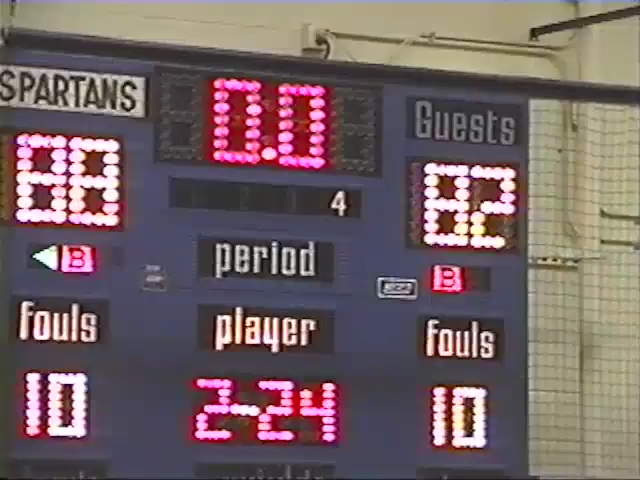 SPARTANS 0.0 Guests
88 4 82
B period B
fouls player fouls
10 2-24 10